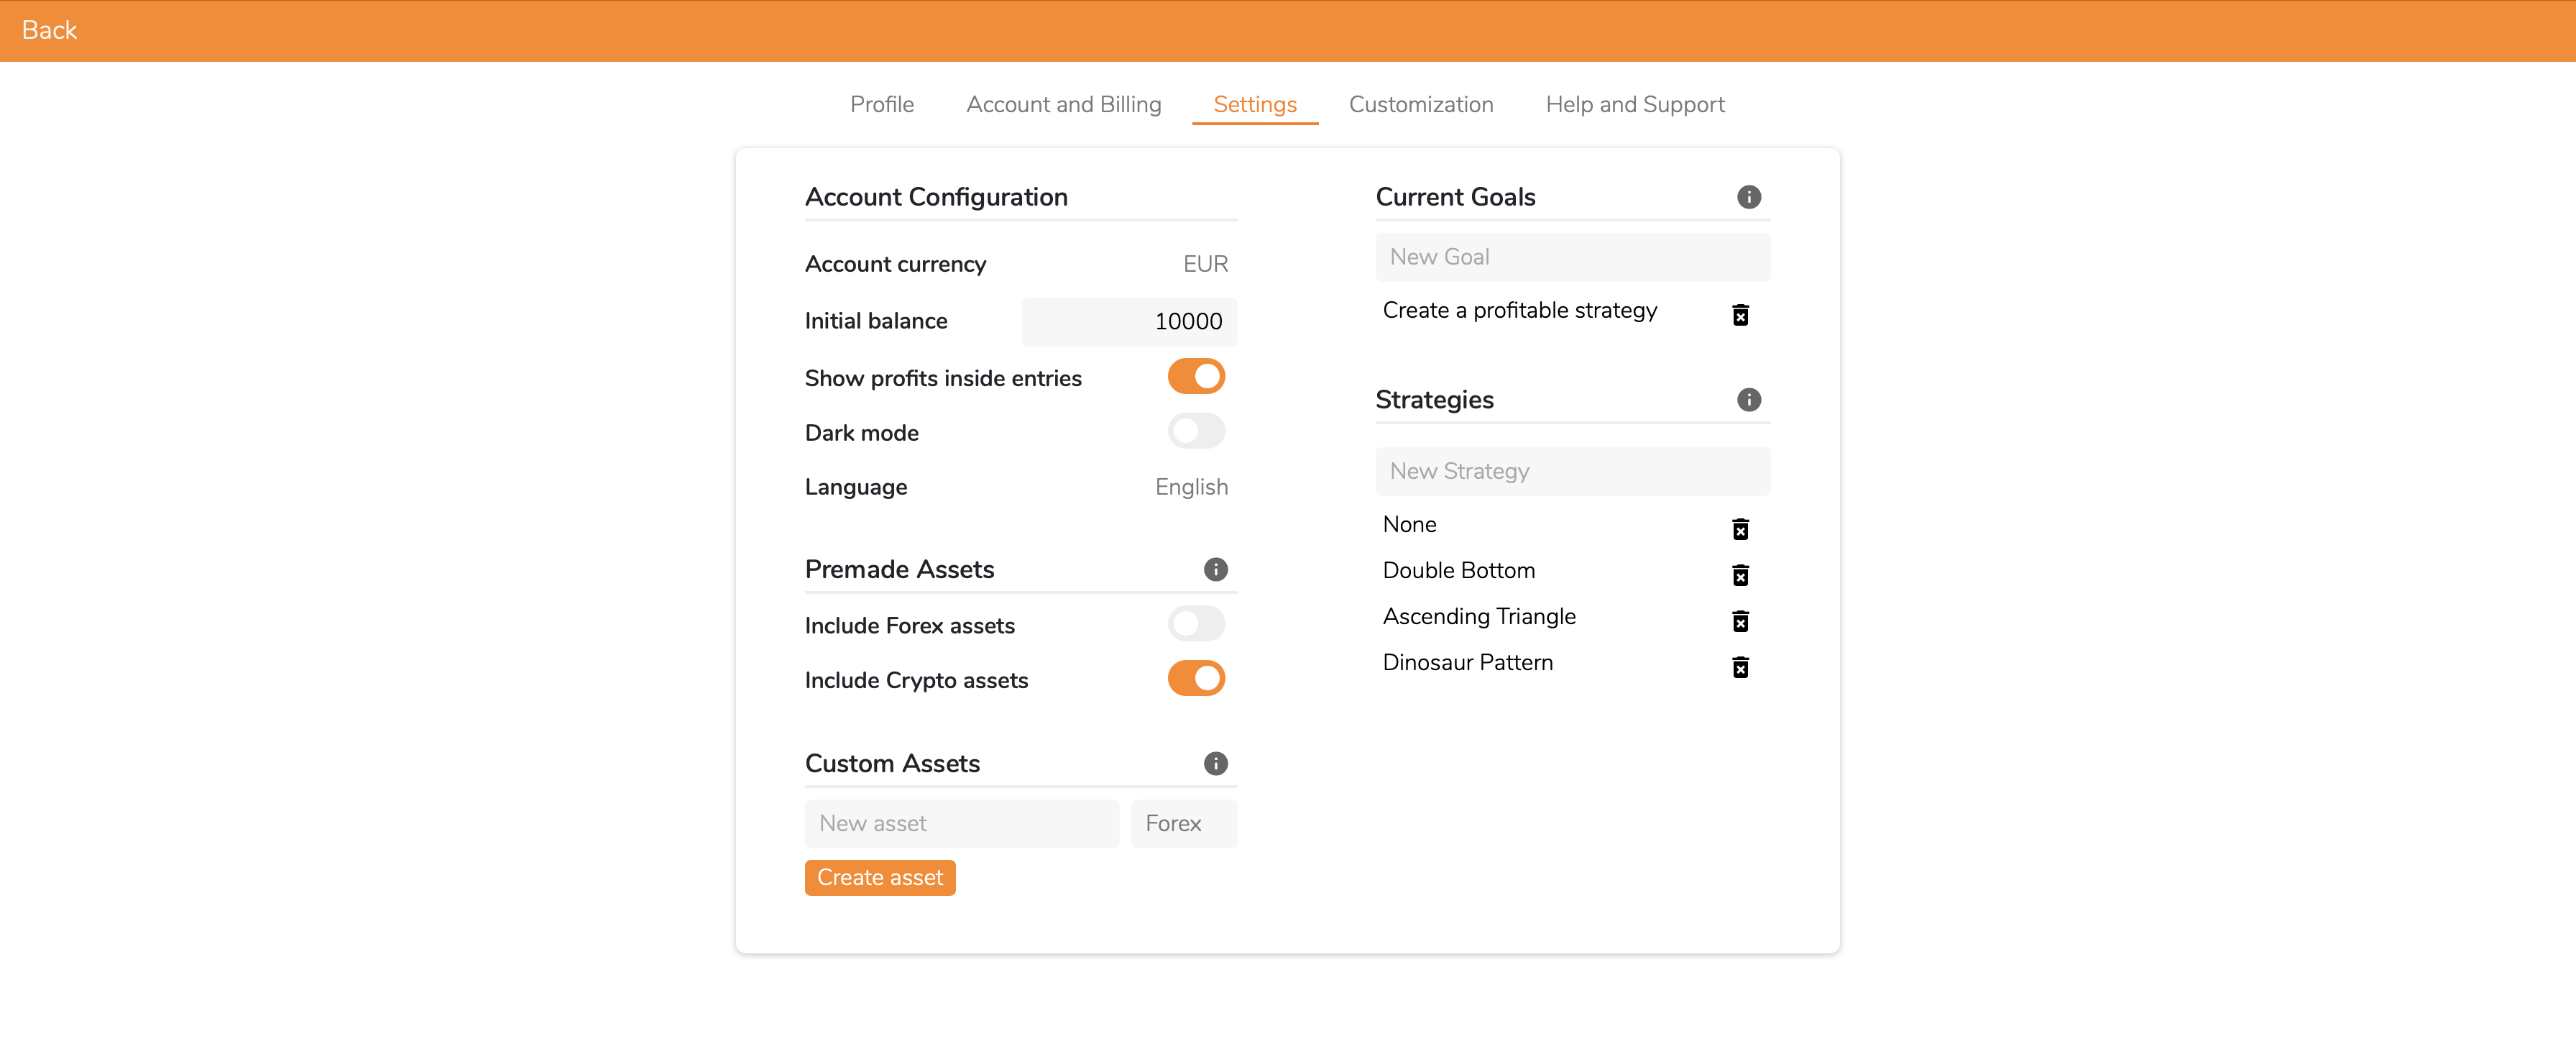 Back
Profile Account and Billing Settings Customization Help and Support
Account Configuration
Account currency EUR
Initial balance 10000
Show profits inside entries
Dark mode
Language English
Premade Assets
Include Forex assets
Include Crypto assets
Custom Assets
New asset Forex
Create asset
Current Goals
New Goal
Create a profitable strategy
Strategies
New Strategy
None
Double Bottom
Ascending Triangle
Dinosaur Pattern